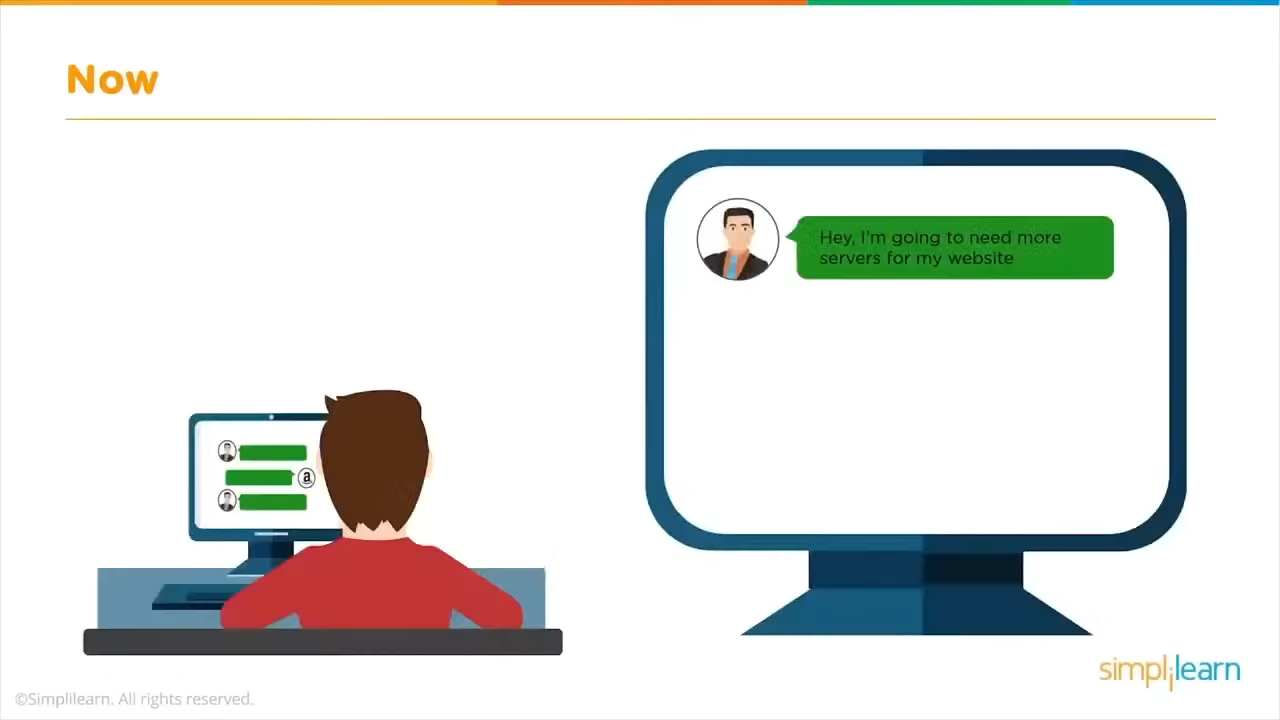 Now
Hey, I'm going to need more
servers for my website
a
simplilearn
©Simplilearn. All rights reserved.